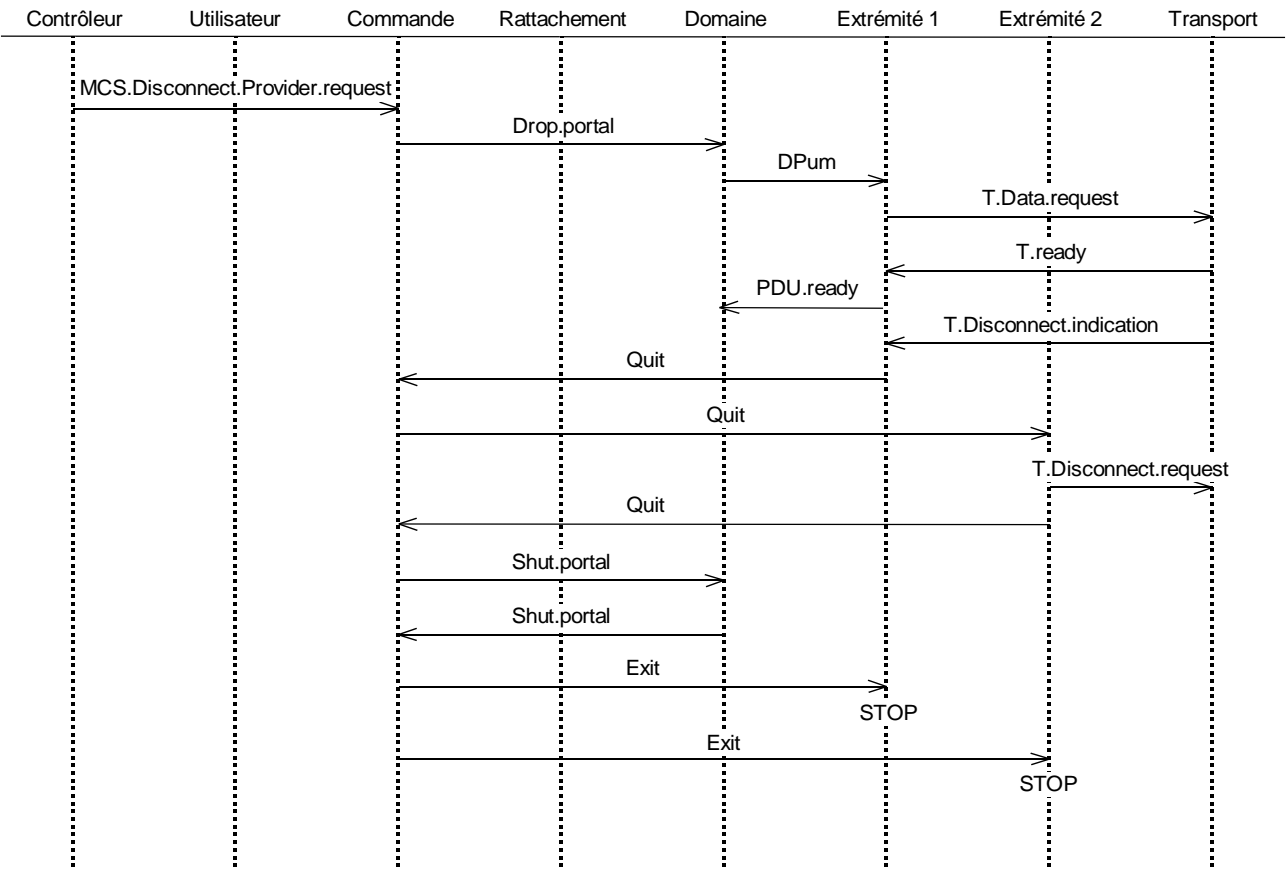 Contrôleur Utilisateur Commande Rattachement Domaine Extrémité 1 Extrémité 2 Transport
MCS.Disconnect.Provider.request
Drop.portal
DPum
T.Data.request
T.ready
PDU.ready
T.Disconnect.indication
Quit
Quit
T.Disconnect.request
Quit
Shut.portal
Shut.portal
Exit
STOP
Exit
STOP